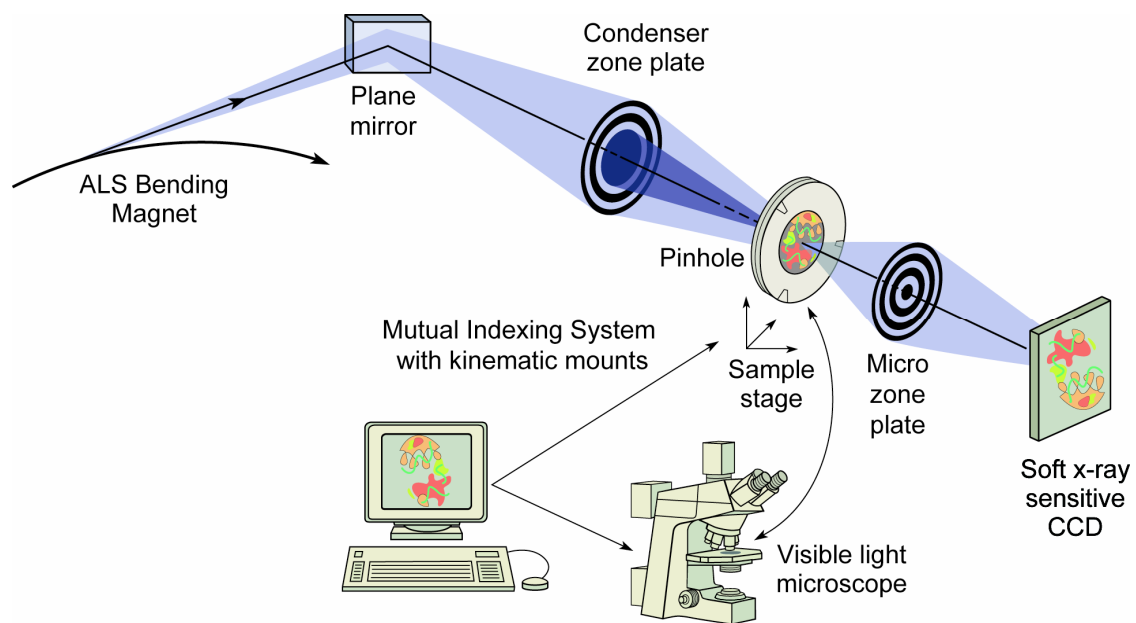 Condenser
zone plate
Plane
mirror
ALS Bending
Magnet
Pinhole
Mutual Indexing System
with kinematic mounts
Sample
stage
Micro
zone
plate
Soft x-ray
sensitive
CCD
Visible light
microscope